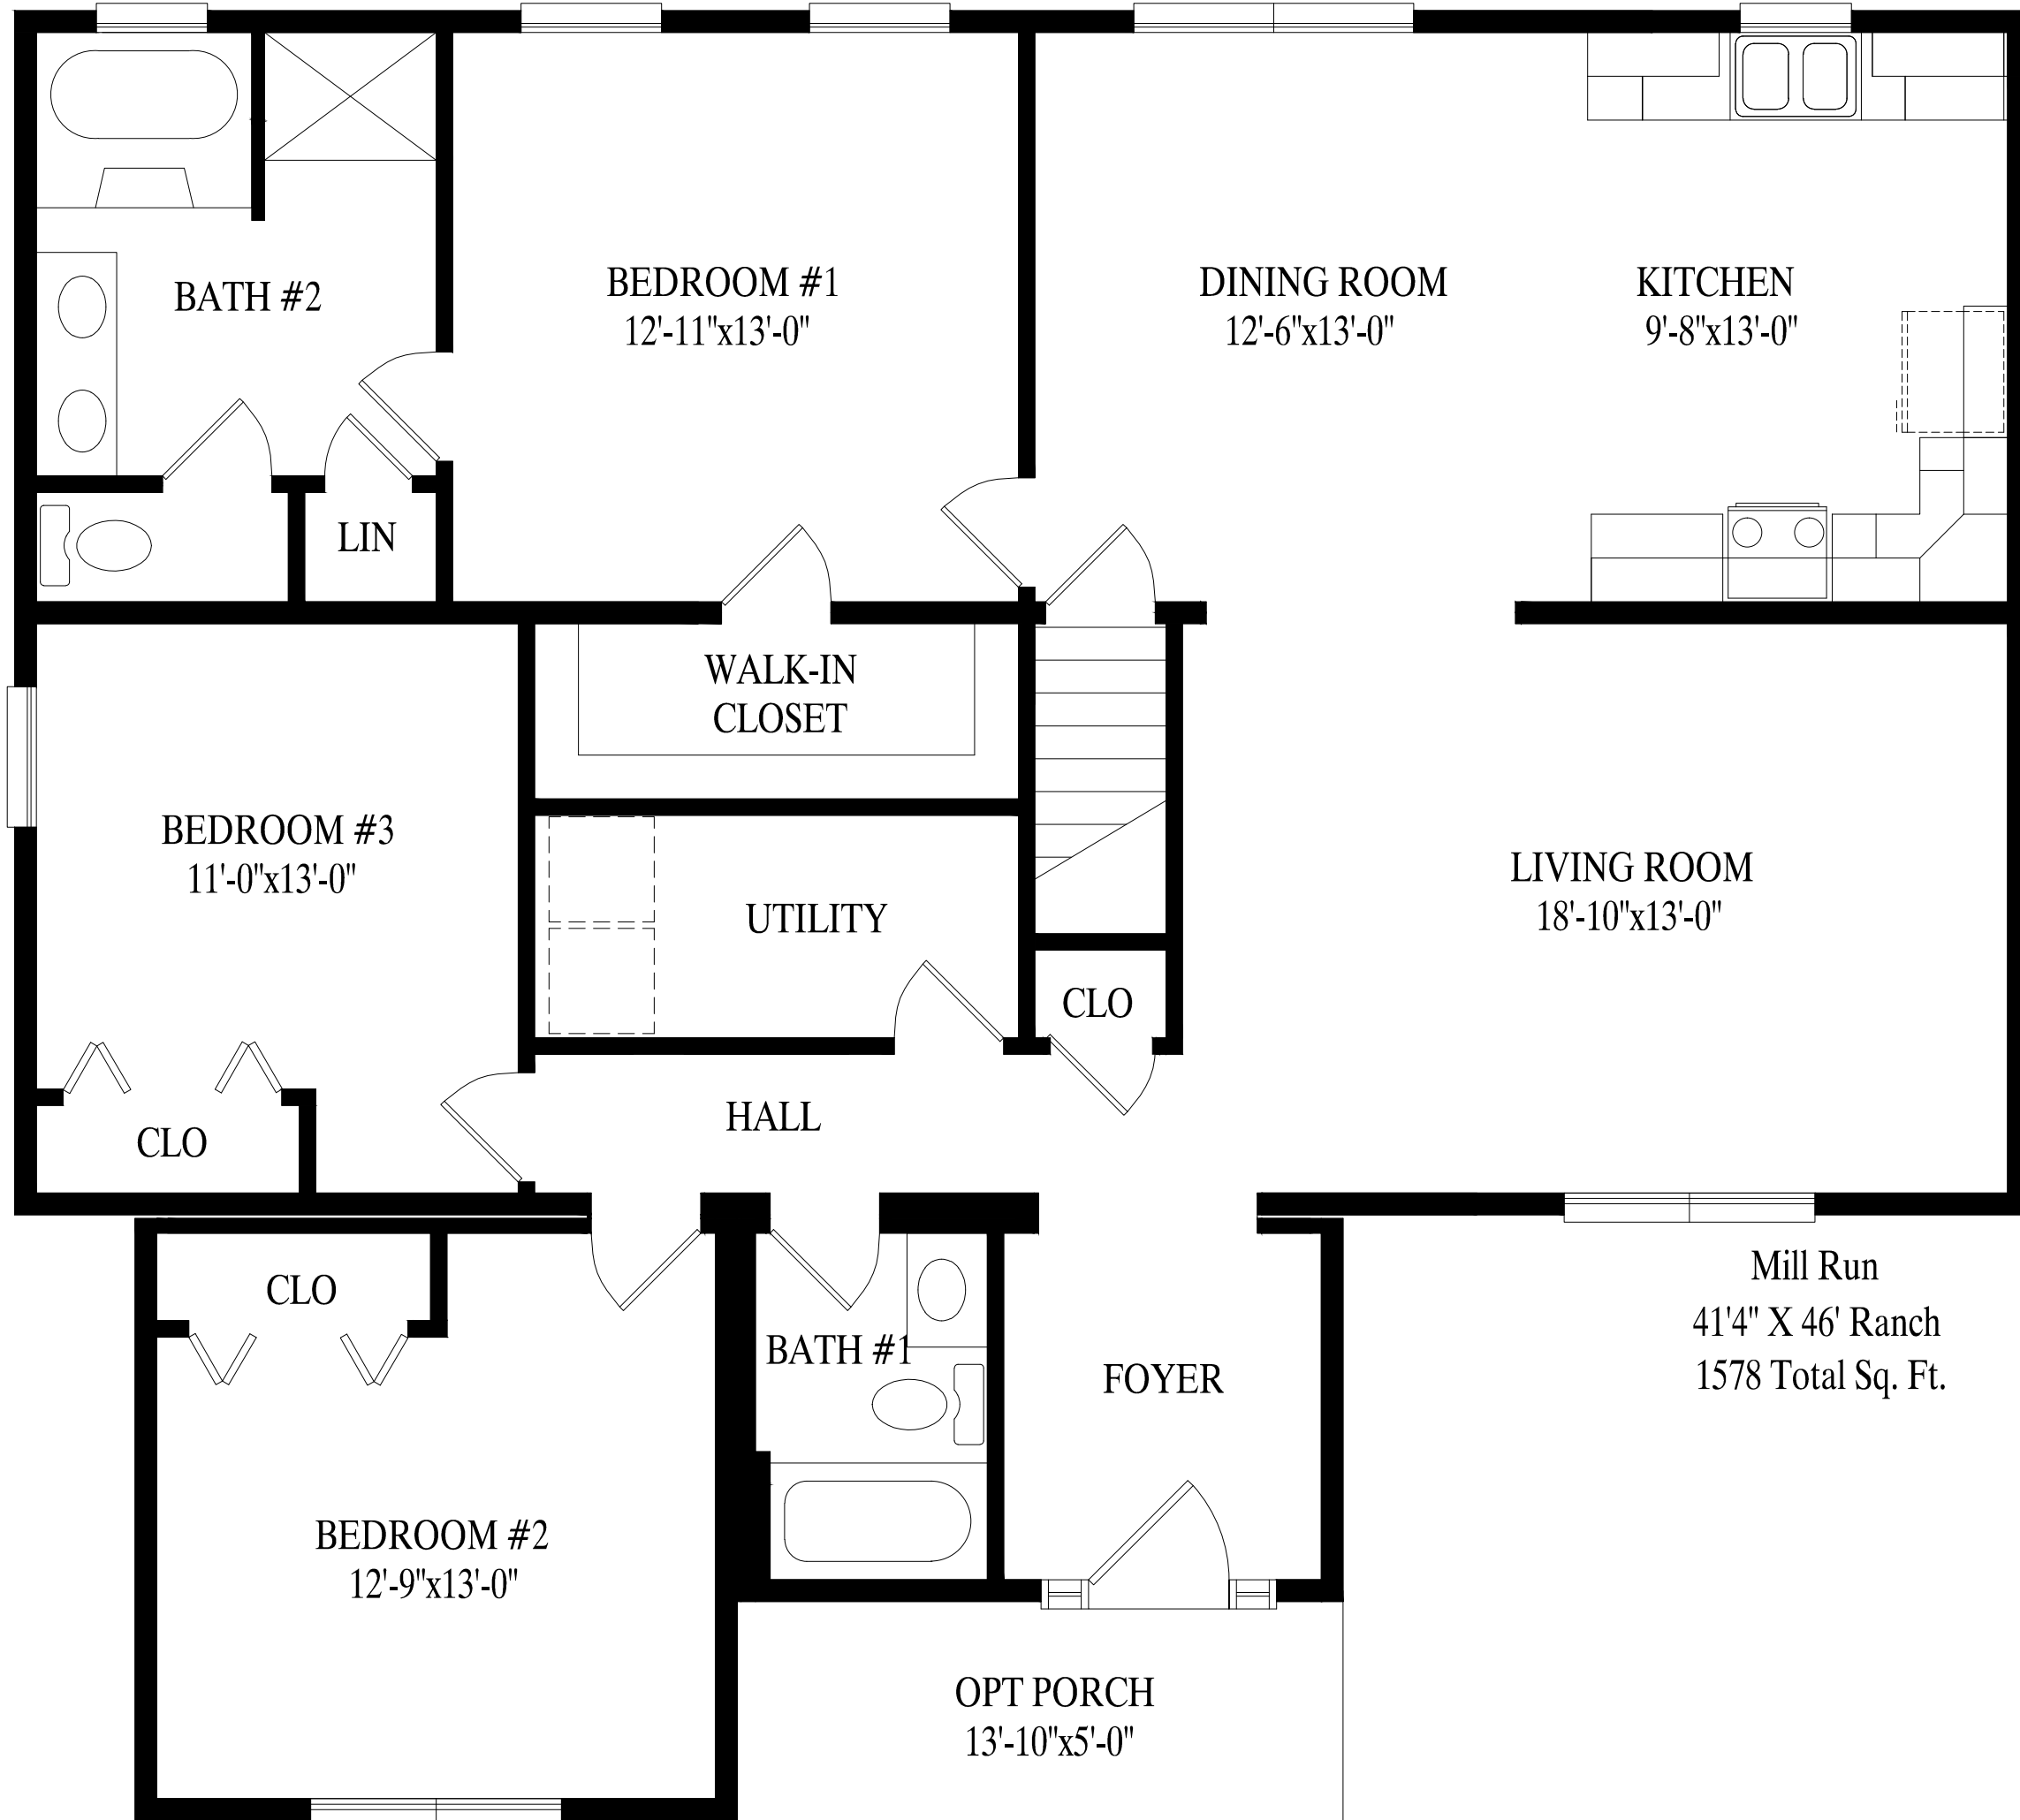 BATH #2
BEDROOM #1
12'-11"x13'-0"
DINING ROOM
12'-6"x13'-0"
KITCHEN
9'-8"x13'-0"
LIN
WALK-IN
CLOSET
BEDROOM #3
11'-0"x13'-0"
UTILITY
LIVING ROOM
18'-10"x13'-0"
CLO
HALL
CLO
CLO
Mill Run
41'4" X 46' Ranch
1578 Total Sq. Ft.
BATH #1
FOYER
BEDROOM #2
12'-9"x13'-0"
OPT PORCH
13'-10"x5'-0"